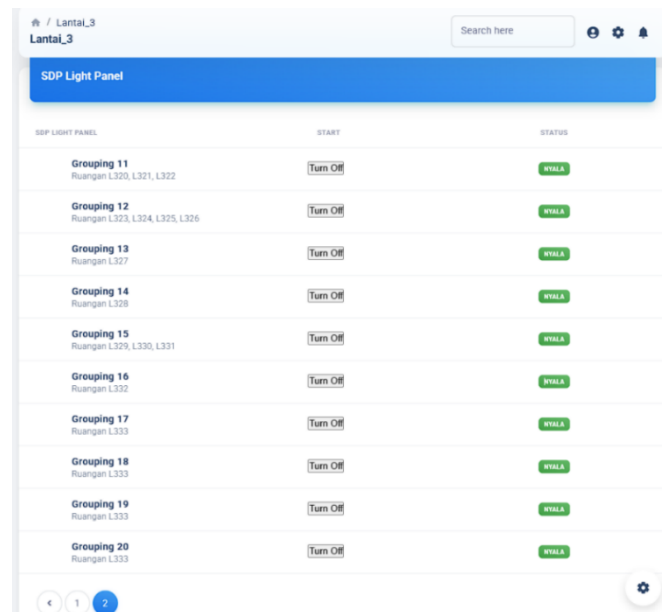 / Lantai_3
Lantai_3
Search here
SDP Light Panel
SDP LIGHT PANEL START STATUS
Grouping 11
Ruangan L320, L321, L322
Turn Off
NYALA
Grouping 12
Ruangan L323, L324, L325, L326
Turn Off
NYALA
Grouping 13
Ruangan L327
Turn Off
NYALA
Grouping 14
Ruangan L328
Turn Off
NYALA
Grouping 15
Ruangan L329, L330, L331
Turn Off
NYALA
Grouping 16
Ruangan L332
Turn Off
NYALA
Grouping 17
Ruangan L333
Turn Off
NYALA
Grouping 18
Ruangan L333
Turn Off
NYALA
Grouping 19
Ruangan L333
Turn Off
NYALA
Grouping 20
Ruangan L333
Turn Off
NYALA
‹ 1 2